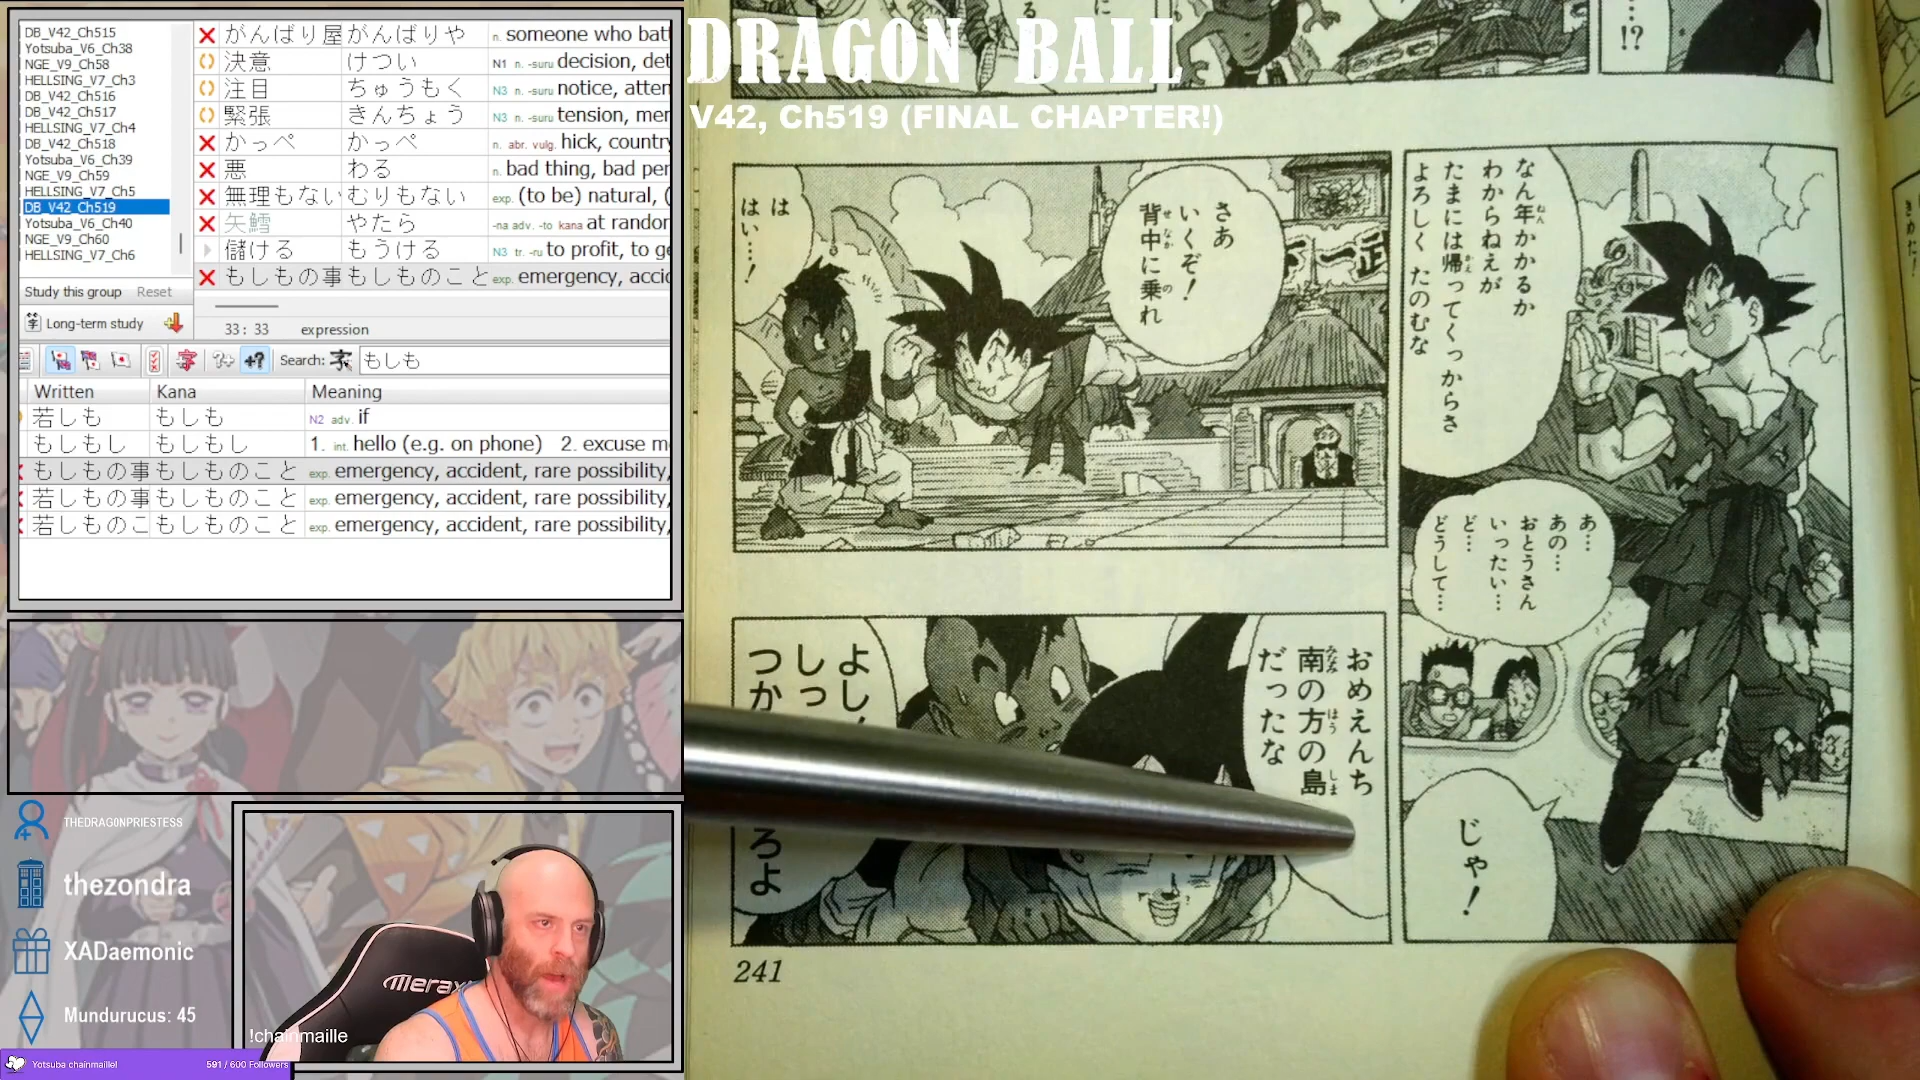 DB_V42_Ch515
Yotsuba_V6_Ch38
NGE_V9_Ch58
HELLSING_V7_Ch3
DB_V42_Ch516
DB_V42_Ch517
HELLSING_V7_Ch4
DB_V42_Ch518
Yotsuba_V6_Ch39
NGE_V9_Ch59
HELLSING_V7_Ch5
DB_V42_Ch519
Yotsuba_V6_Ch40
NGE_V9_Ch60
HELLSING_V7_Ch6
Study this group Reset
Long-term study
がんばり屋 がんばりや n. someone who bat
決意 けつい N1 n. -suru decision, det
注目 ちゅうもく N3 n. -suru notice, atten
緊張 きんちょう N3 n. -suru tension, mer
かっぺ かっぺ n. abr. vulg. hick, country
悪 わる n. bad thing, bad per
無理もない むりもない exp. (to be) natural, (
矢鱈 やたら -na adv. -to kana at randor
儲ける もうける N3 tr. -ru to profit, to ge
もしもの事 もしものこと exp. emergency, accid
33: 33 expression
Search: もしも
Written Kana Meaning
若しも もしも N2 adv. if
もしもし もしもし 1. int. hello (e.g. on phone) 2. excuse m
もしもの事 もしものこと exp. emergency, accident, rare possibility,
若しもの事 もしものこと exp. emergency, accident, rare possibility,
若しものこ もしものこと exp. emergency, accident, rare possibility,
THEDRAG0NPRIESTESS
thezondra
XADaemonic
Mundurucus: 45
!chainmaille
Yotsuba chainmaille!
591 / 600 Followers
DRAGON BALL
V42, Ch519 (FINAL CHAPTER!)
…!?
なん年かかるか
わからねえが
たまには帰ってくっからさ
よろしくたのむな
あ…
あの…
おとうさん
いったい…
ど…
どうして…
じゃ！
さあ
いくぞ！
背中に乗れ
は
はい…！
おめえんち
南の方の島
だったな
よし！
しっ
つか
ろよ
241